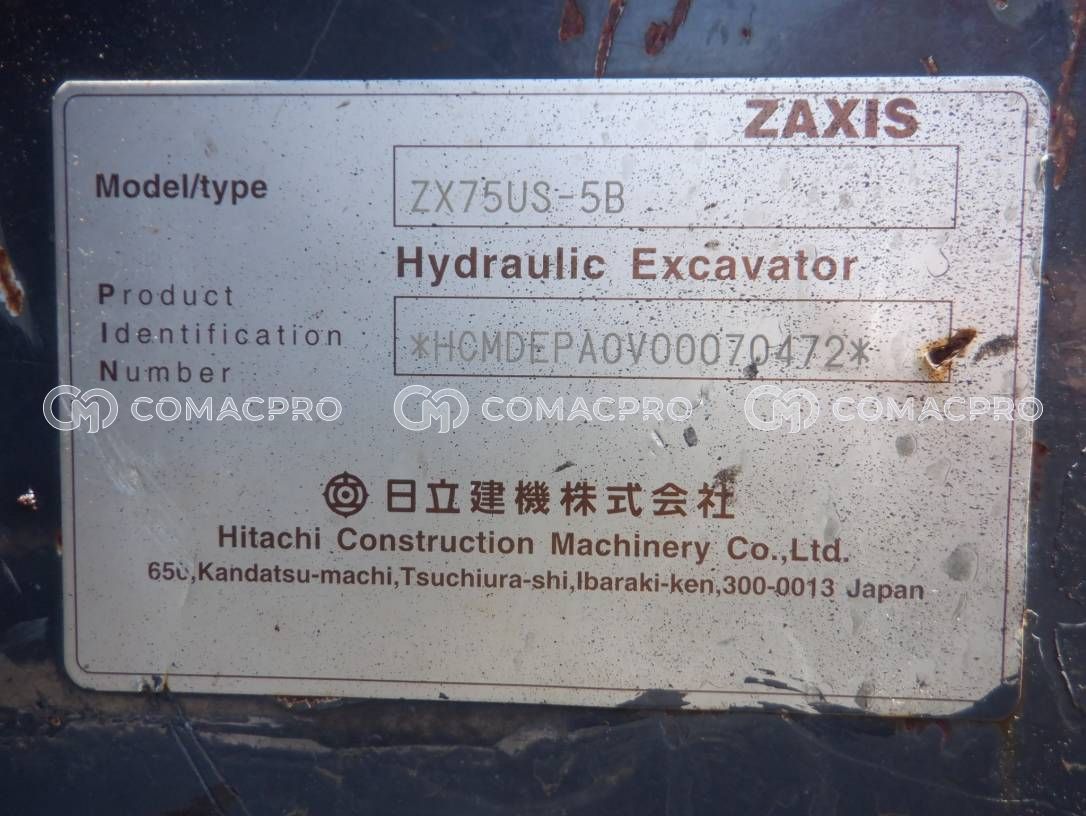 ZAXIS
Model/type ZX75US-5B
Hydraulic Excavator
Product
Identification
Number
*HCMDEPA0V00070472*
COMACPRO COMACPRO COMACPRO
日立建機株式会社
Hitachi Construction Machinery Co.,Ltd.
650,Kandatsu-machi,Tsuchiura-shi,Ibaraki-ken,300-0013 Japan